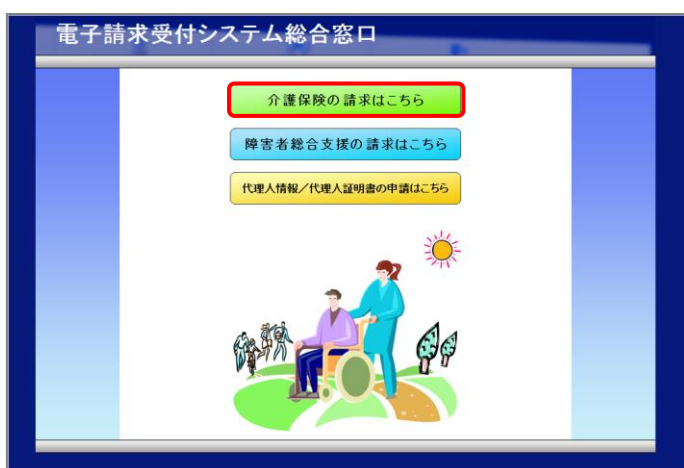 電子請求受付システム総合窓口
介護保険の請求はこちら
障害者総合支援の請求はこちら
代理人情報／代理人証明書の申請はこちら